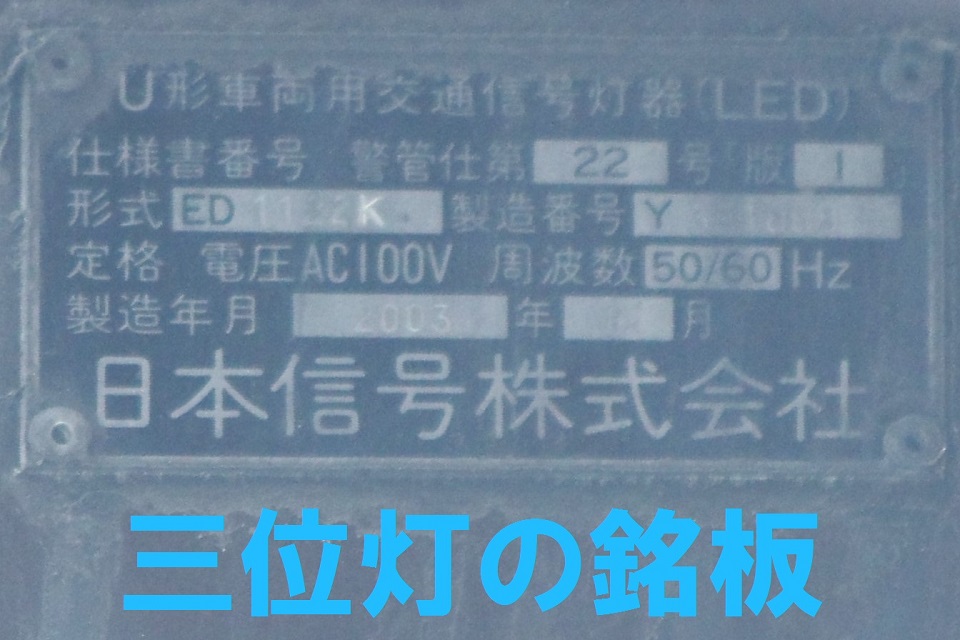 U形車両用交通信号灯器(LED)
仕様書番号 警管仕第 22 号 版 1
形式 ED K 製造番号 Y
定格 電圧AC100V 周波数 50/60 Hz
製造年月 2003 年 月
日本信号株式会社
三位灯の銘板